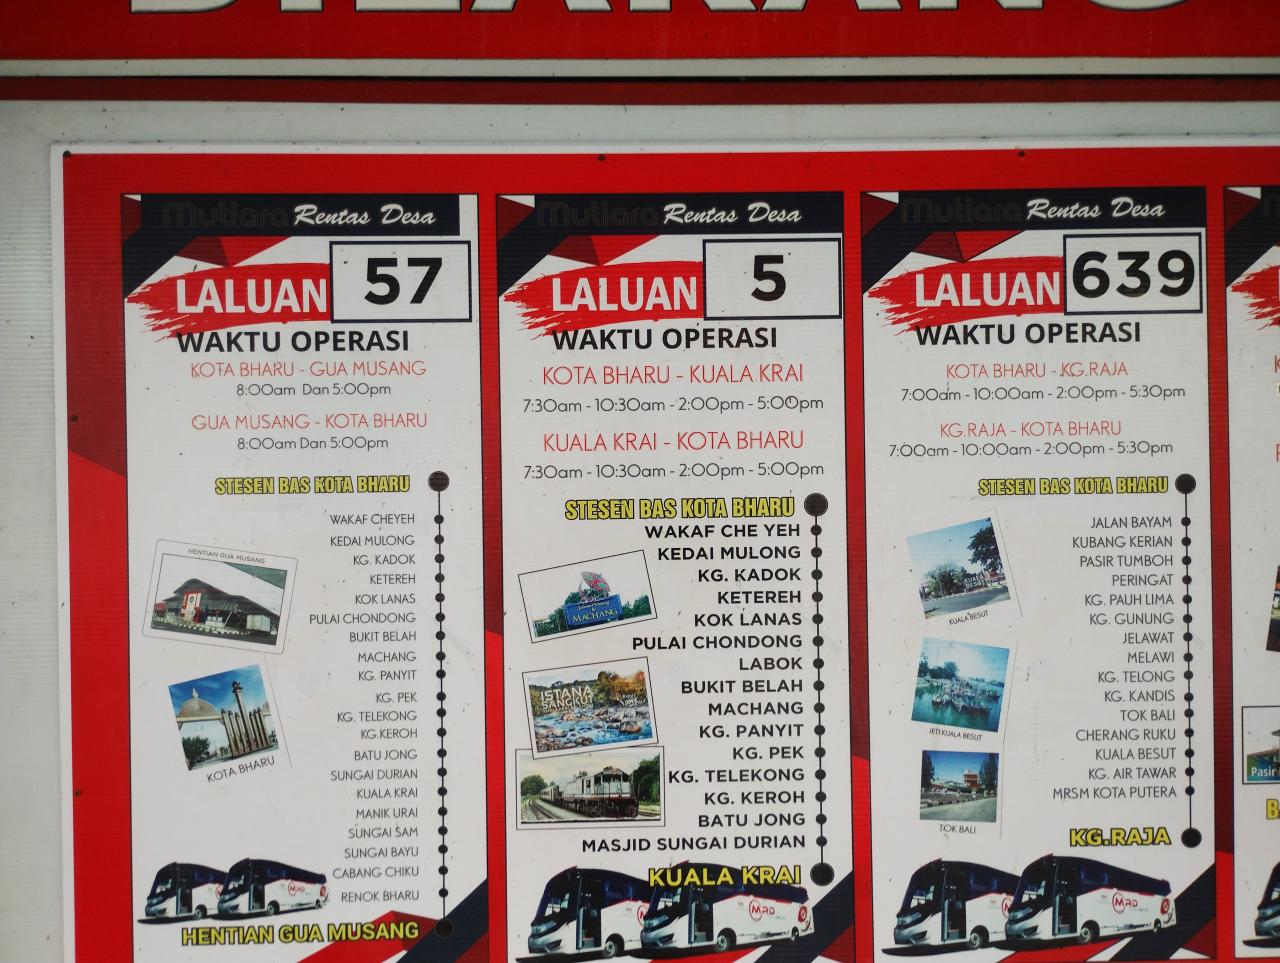 Mutiara Rentas Desa
LALUAN 57
WAKTU OPERASI
KOTA BHARU - GUA MUSANG
8:00am Dan 5:00pm
GUA MUSANG - KOTA BHARU
8:00am Dan 5:00pm
STESEN BAS KOTA BHARU
WAKAF CHEYEH
KEDAI MULONG
KG. KADOK
KETEREH
KOK LANAS
PULAI CHONDONG
BUKIT BELAH
MACHANG
KG. PANYIT
KG. PEK
KG. TELEKONG
KG.KEROH
BATU JONG
SUNGAI DURIAN
KUALA KRAI
MANIK URAI
SUNGAI SAM
SUNGAI BAYU
CABANG CHIKU
RENOK BHARU
HENTIAN GUA MUSANG
HENTIAN GUA MUSANG
KOTA BHARU
MRD
Mutiara Rentas Desa
LALUAN 5
WAKTU OPERASI
KOTA BHARU - KUALA KRAI
7:30am - 10:30am - 2:00pm - 5:00pm
KUALA KRAI - KOTA BHARU
7:30am - 10:30am - 2:00pm - 5:00pm
STESEN BAS KOTA BHARU
WAKAF CHE YEH
KEDAI MULONG
KG. KADOK
KETEREH
KOK LANAS
PULAI CHONDONG
LABOK
BUKIT BELAH
MACHANG
KG. PANYIT
KG. PEK
KG. TELEKONG
KG. KEROH
BATU JONG
MASJID SUNGAI DURIAN
KUALA KRAI
MACHANG
ISTANA
SANGKUT
MRD
Mutiara Rentas Desa
LALUAN 639
WAKTU OPERASI
KOTA BHARU - KG.RAJA
7:00am - 10:00am - 2:00pm - 5:30pm
KG.RAJA - KOTA BHARU
7:00am - 10:00am - 2:00pm - 5:30pm
STESEN BAS KOTA BHARU
JALAN BAYAM
KUBANG KERIAN
PASIR TUMBOH
PERINGAT
KG. PAUH LIMA
KG. GUNUNG
JELAWAT
MELAWI
KG. TELONG
KG. KANDIS
TOK BALI
CHERANG RUKU
KUALA BESUT
KG. AIR TAWAR
MRSM KOTA PUTERA
KG.RAJA
KUALA BESUT
JETI KUALA BESUT
TOK BALI
MRD
Pasir